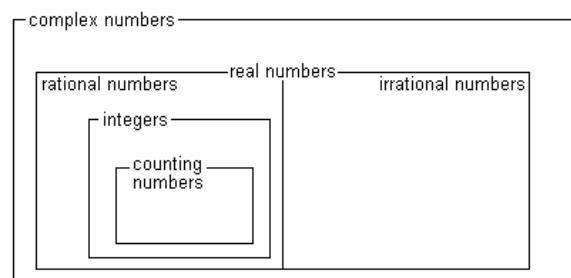 complex numbers
real numbers
rational numbers
irrational numbers
integers
counting
numbers